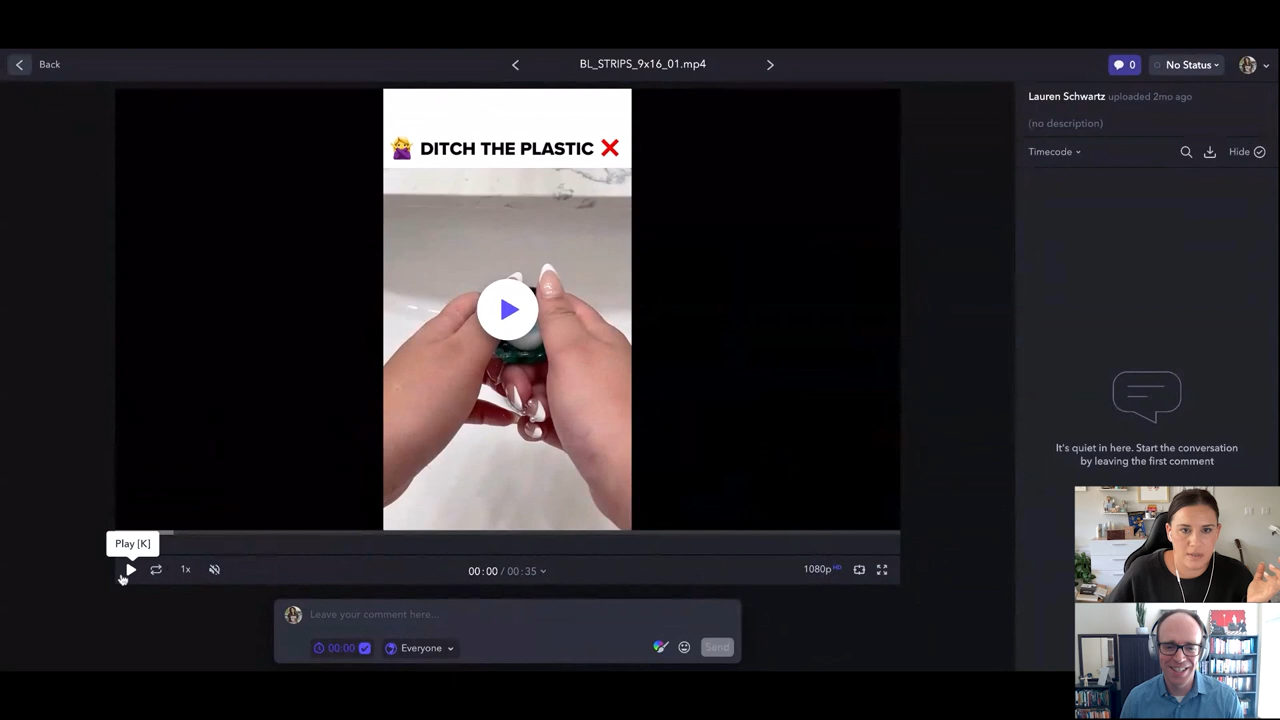 Back
BL_STRIPS_9x16_01.mp4
0
No Status
Lauren Schwartz uploaded 2mo ago
(no description)
Timecode
Hide
DITCH THE PLASTIC
It's quiet in here. Start the conversation
by leaving the first comment
Play [K]
1x
00:00 / 00:35
1080p HD
Leave your comment here...
00:00
Everyone
Send